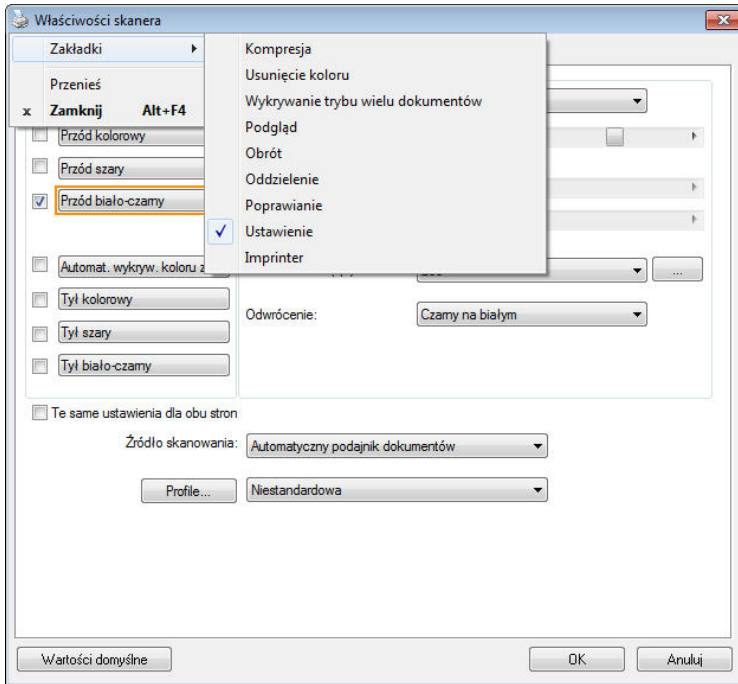 Właściwości skanera
Zakładki
Przenieś
x Zamknij Alt+F4
Kompresja
Usunięcie koloru
Wykrywanie trybu wielu dokumentów
Podgląd
Obrót
Oddzielenie
Poprawianie
Ustawienie
Imprinter
Przód kolorowy
Przód szary
Przód biało-czarny
Automat. wykryw. koloru
...
Tył kolorowy
Odwrócenie:
Czarny na białym
Tył szary
Tył biało-czarny
Te same ustawienia dla obu stron
Źródło skanowania:
Automatyczny podajnik dokumentów
Profile...
Niestandardowa
Wartości domyślne
OK
Anuluj